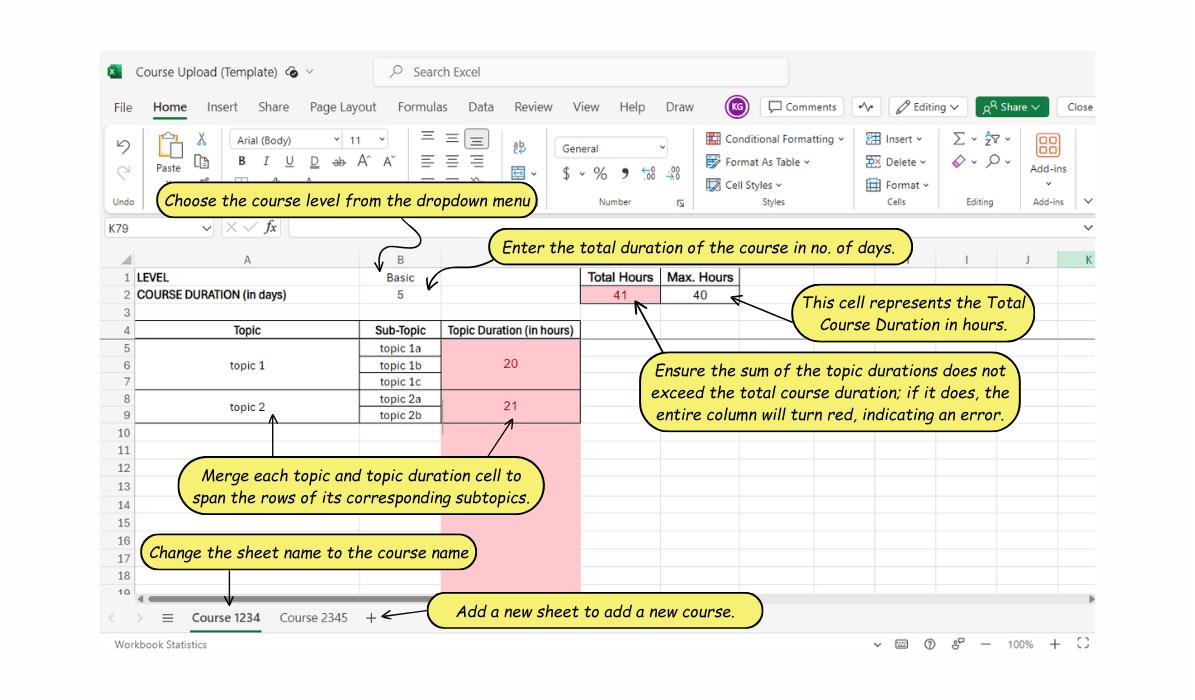 Course Upload (Template)
Search Excel
File Home Insert Share Page Layout Formulas Data Review View Help Draw KG Comments Editing Share Close
Paste
Arial (Body) 11
B I U D ab A A
ab
General
$ % 9 .00 .00
Conditional Formatting
Format As Table
Cell Styles
Insert
Delete
Format
Add-ins
Undo Number Styles Cells Editing Add-ins
Choose the course level from the dropdown menu
K79 fx
Enter the total duration of the course in no. of days.
A B I J K
1 LEVEL Basic Total Hours Max. Hours
2 COURSE DURATION (in days) 5 41 40
This cell represents the Total
Course Duration in hours.
3
4 Topic Sub-Topic Topic Duration (in hours)
5 topic 1a
6 topic 1 topic 1b 20
7 topic 1c
8 topic 2a
topic 2 21
9 topic 2b
Ensure the sum of the topic durations does not
exceed the total course duration; if it does, the
entire column will turn red, indicating an error.
10
11
12
13
14
15
16
17
18
19
Merge each topic and topic duration cell to
span the rows of its corresponding subtopics.
Change the sheet name to the course name
Course 1234 Course 2345 +
Add a new sheet to add a new course.
Workbook Statistics 100%